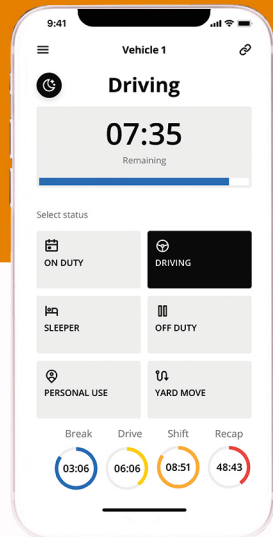 9:41
Vehicle 1
Driving
07:35
Remaining
Select status
ON DUTY
DRIVING
SLEEPER
OFF DUTY
PERSONAL USE
YARD MOVE
Break Drive Shift Recap
03:06 06:06 08:51 48:43